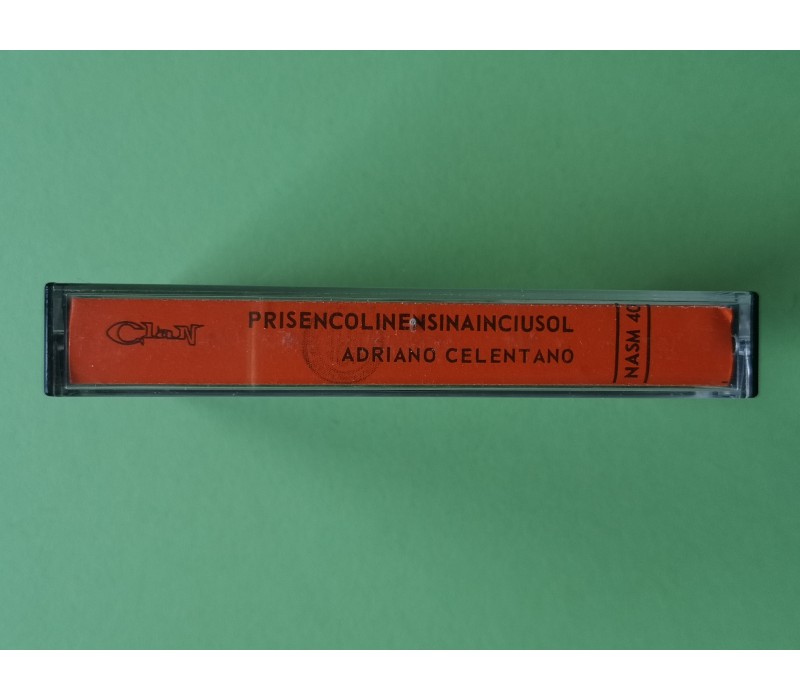 Clan
PRISENCOLINENSINAINCIUSOL
ADRIANO CELENTANO
NASM 40